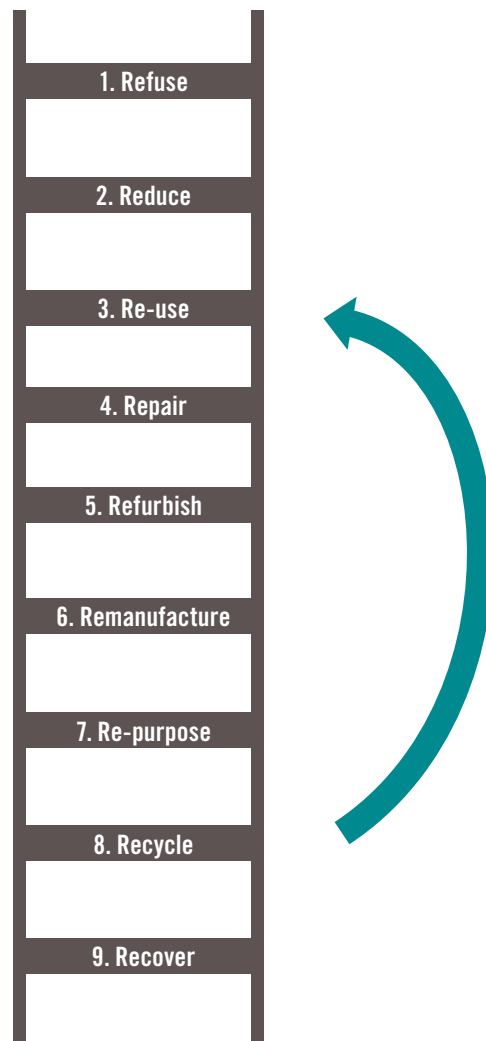 1. Refuse
2. Reduce
3. Re-use
4. Repair
5. Refurbish
6. Remanufacture
7. Re-purpose
8. Recycle
9. Recover